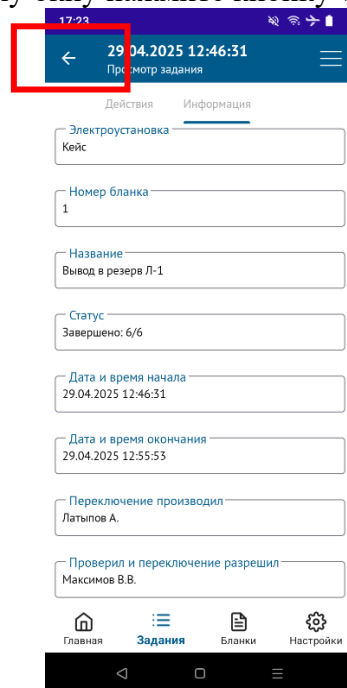 нажмите кнопку
17:23
29.04.2025 12:46:31
Просмотр задания
Действия Информация
Электроустановка
Кейс
Номер бланка
1
Название
Вывод в резерв Л-1
Статус
Завершено: 6/6
Дата и время начала
29.04.2025 12:46:31
Дата и время окончания
29.04.2025 12:55:53
Переключение производил
Латыпов А.
Проверил и переключение разрешил
Максимов В.В.
Главная Задания Бланки Настройки